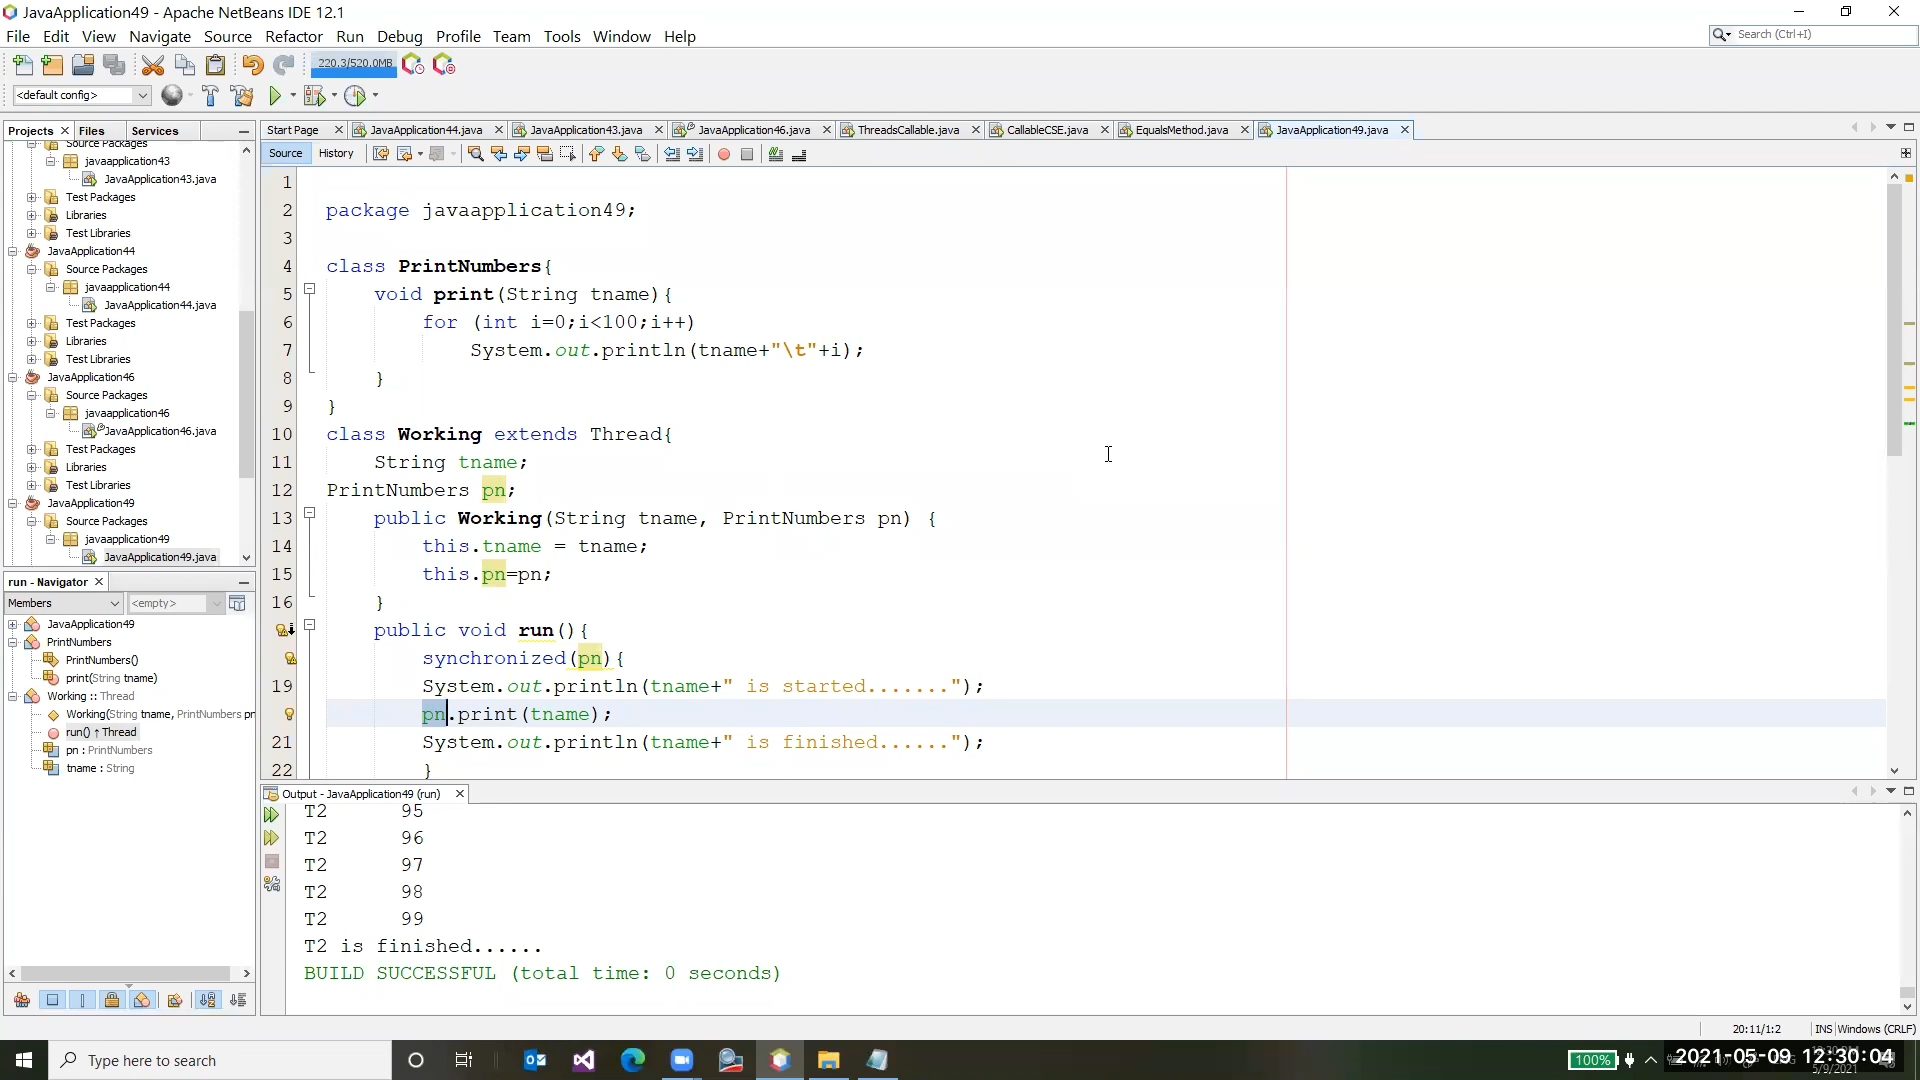 JavaApplication49 - Apache NetBeans IDE 12.1
File Edit View Navigate Source Refactor Run Debug Profile Team Tools Window Help
Search (Ctrl+I)
220.3/520.0MB
<default config>
Projects Files Services
Start Page JavaApplication44.java JavaApplication43.java JavaApplication46.java ThreadsCallable.java CallableCSE.java EqualsMethod.java JavaApplication49.java
Source History
Source Packages
javaapplication43
JavaApplication43.java
Test Packages
Libraries
Test Libraries
JavaApplication44
Source Packages
javaapplication44
JavaApplication44.java
Test Packages
Libraries
Test Libraries
JavaApplication46
Source Packages
javaapplication46
JavaApplication46.java
Test Packages
Libraries
Test Libraries
JavaApplication49
Source Packages
javaapplication49
JavaApplication49.java
run - Navigator
Members <empty>
JavaApplication49
PrintNumbers
PrintNumbers()
print(String tname)
Working :: Thread
Working(String tname, PrintNumbers pn
run() ↑ Thread
pn : PrintNumbers
tname : String
1
2 package javaapplication49;
3
4 class PrintNumbers{
5 void print(String tname){
6 for (int i=0;i<100;i++)
7 System.out.println(tname+"\t"+i);
8 }
9 }
10 class Working extends Thread{
11 String tname;
12 PrintNumbers pn;
13 public Working(String tname, PrintNumbers pn) {
14 this.tname = tname;
15 this.pn=pn;
16 }
public void run(){
synchronized(pn){
19 System.out.println(tname+" is started.......");
pn.print(tname);
21 System.out.println(tname+" is finished......");
22 }
Output - JavaApplication49 (run)
T2 95
T2 96
T2 97
T2 98
T2 99
T2 is finished......
BUILD SUCCESSFUL (total time: 0 seconds)
20:11/1:2 INS Windows (CRLF)
Type here to search
100%
2021-05-09 12:30:04
5/9/2021